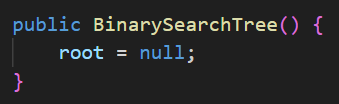 public BinarySearchTree() {
    root = null;
}